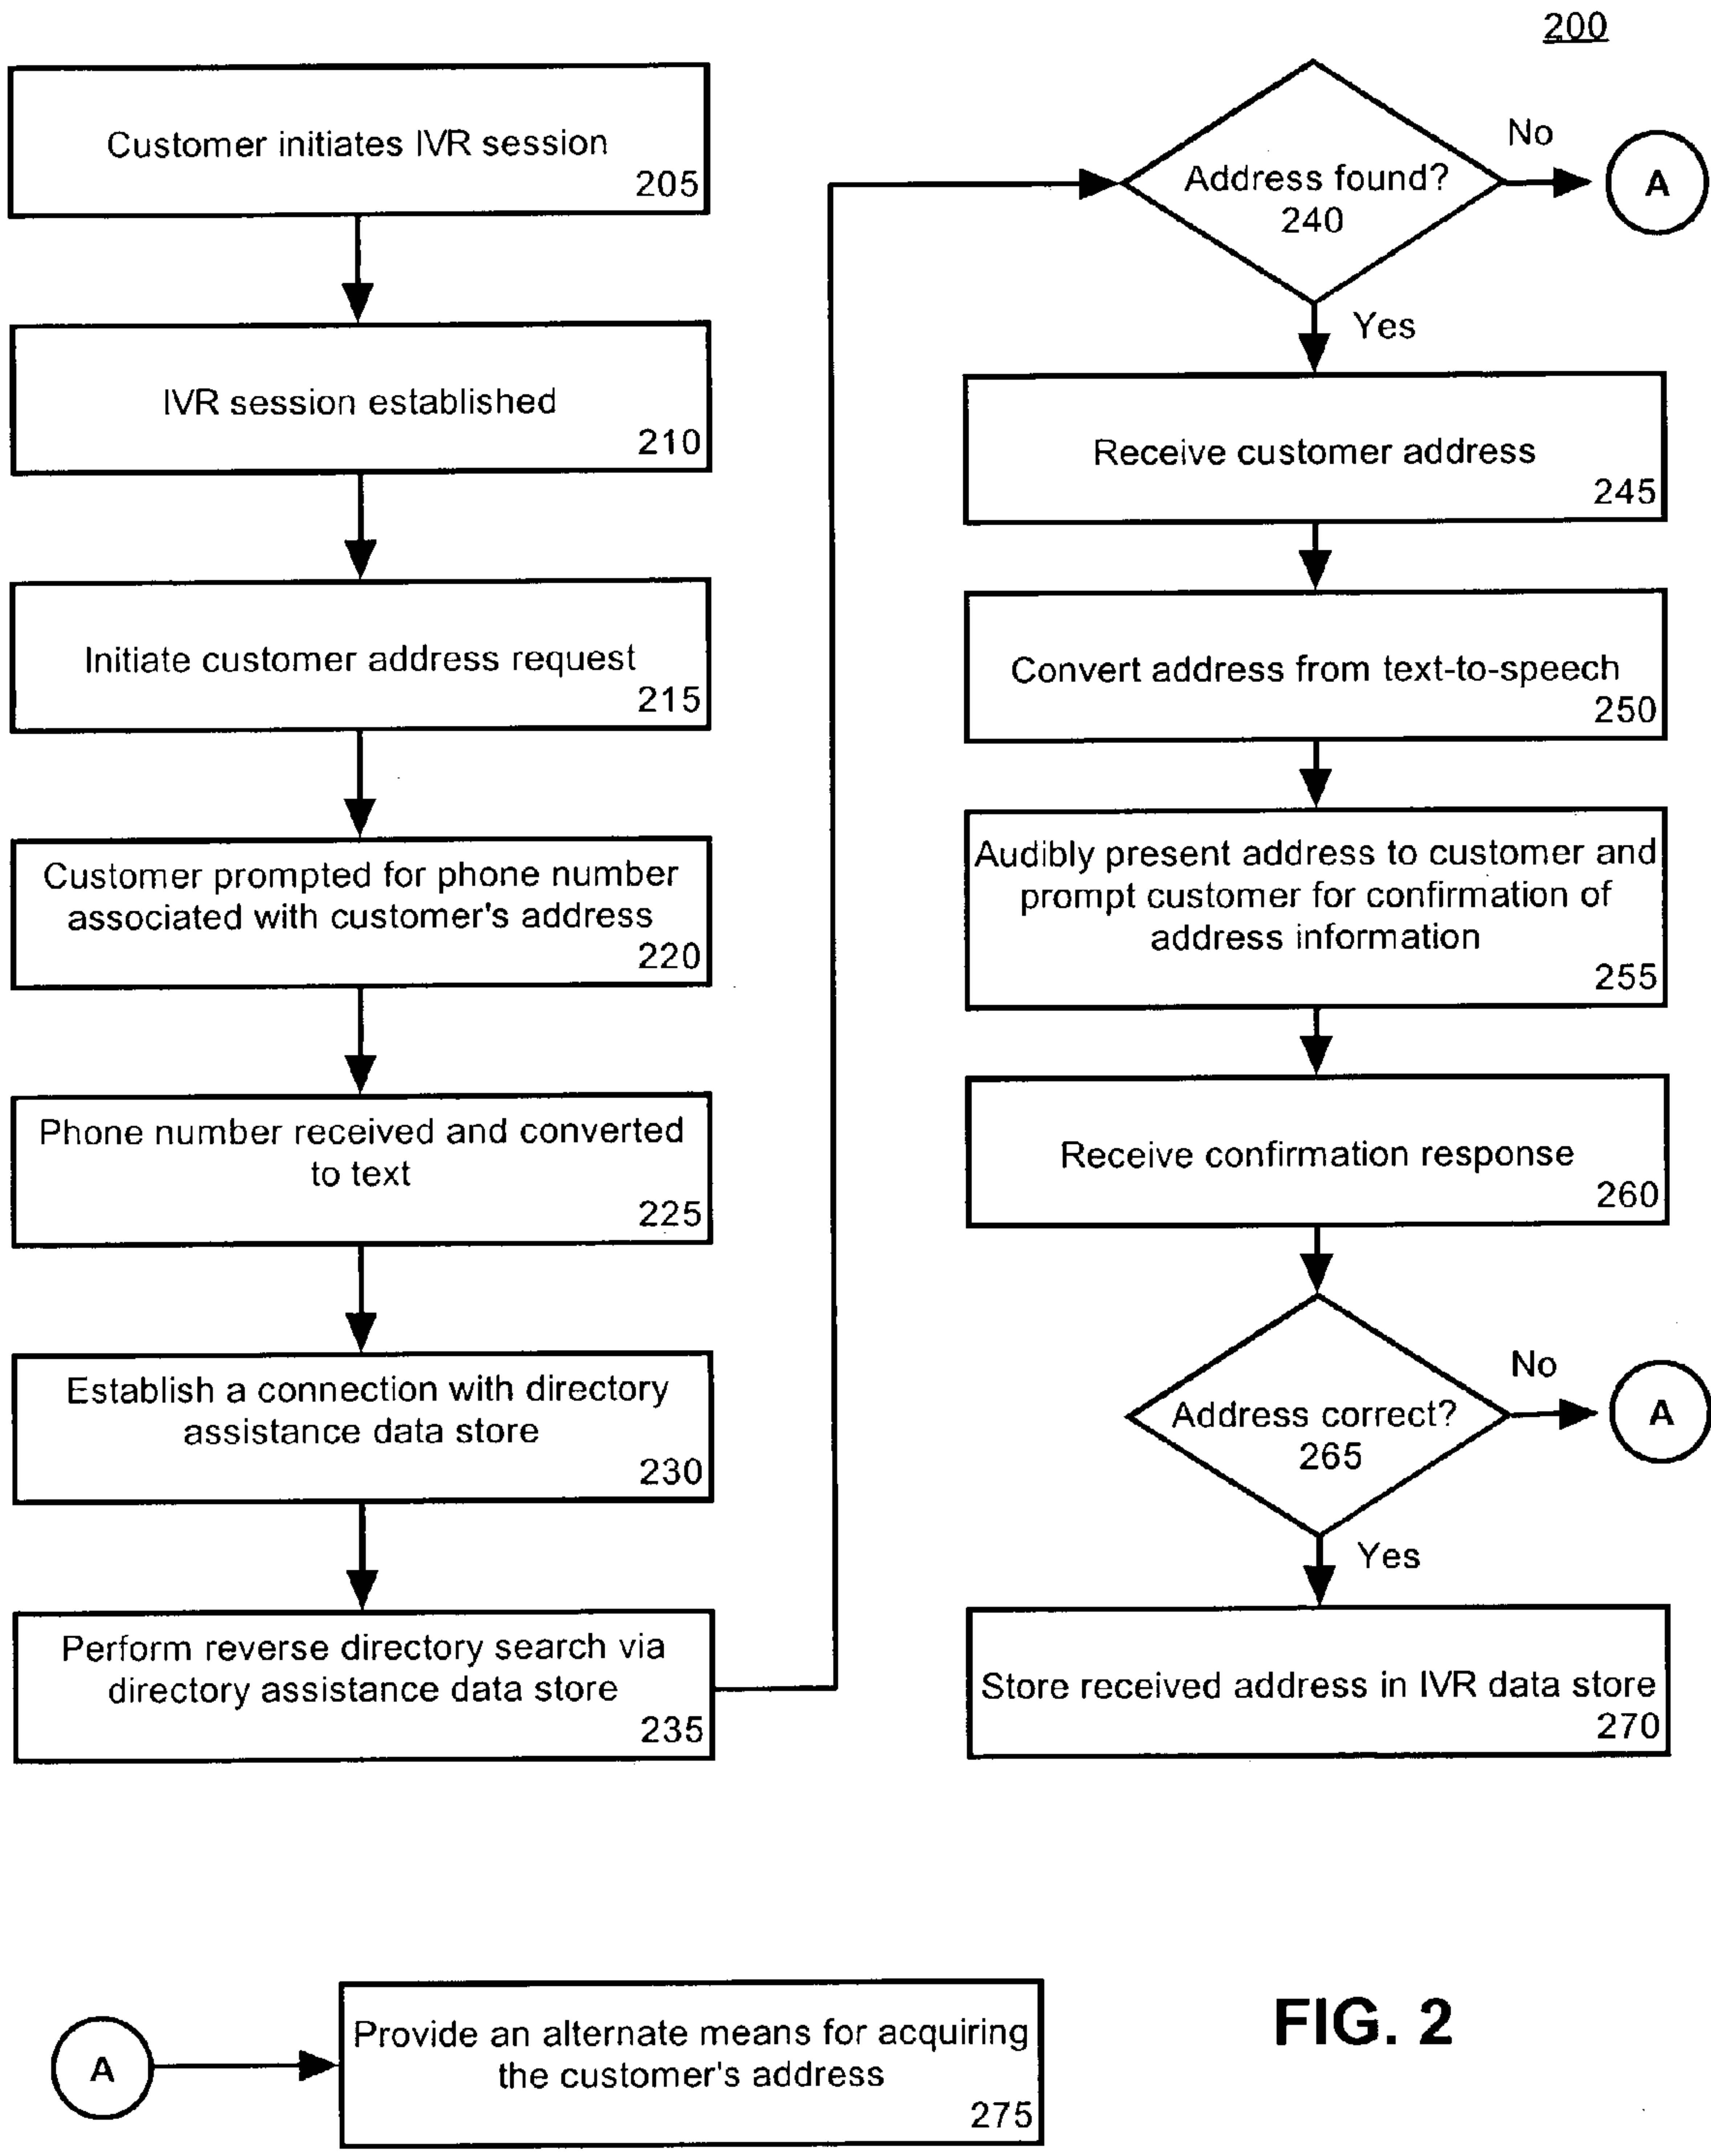 200
Customer initiates IVR session
205
IVR session established
210
Initiate customer address request
215
Customer prompted for phone number
associated with customer's address
220
Phone number received and converted
to text
225
Establish a connection with directory
assistance data store
230
Perform reverse directory search via
directory assistance data store
235
Address found?
240
No
A
Yes
Receive customer address
245
Convert address from text-to-speech
250
Audibly present address to customer and
prompt customer for confirmation of
address information
255
Receive confirmation response
260
Address correct?
265
No
A
Yes
Store received address in IVR data store
270
A
Provide an alternate means for acquiring
the customer's address
275
FIG. 2